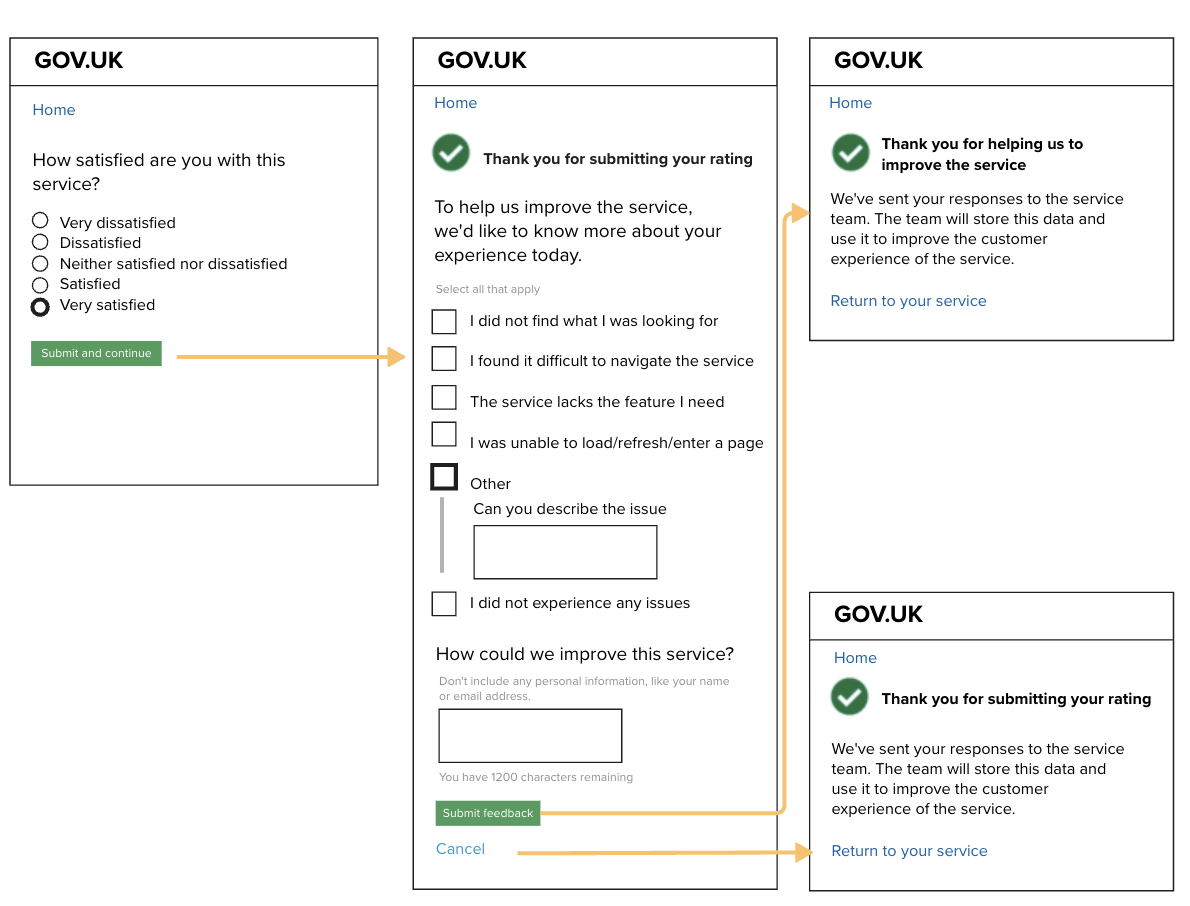 GOV.UK
Home
How satisfied are you with this
service?
Very dissatisfied
Dissatisfied
Neither satisfied nor dissatisfied
Satisfied
Very satisfied
Submit and continue
GOV.UK
Home
Thank you for submitting your rating
To help us improve the service,
we'd like to know more about your
experience today.
Select all that apply
I did not find what I was looking for
I found it difficult to navigate the service
The service lacks the feature I need
I was unable to load/refresh/enter a page
Other
Can you describe the issue
I did not experience any issues
How could we improve this service?
Don't include any personal information, like your name
or email address.
You have 1200 characters remaining
Submit feedback
Cancel
GOV.UK
Home
Thank you for helping us to
improve the service
We've sent your responses to the service
team. The team will store this data and
use it to improve the customer
experience of the service.
Return to your service
GOV.UK
Home
Thank you for submitting your rating
We've sent your responses to the service
team. The team will store this data and
use it to improve the customer
experience of the service.
Return to your service